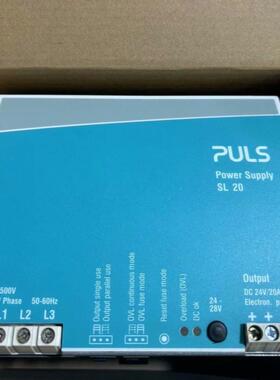 PULS
Power Supply
SL 20
Output single use
Output parallel use
OVL continuous mode
OVL fuse mode
Reset fuse mode
Overload (OVL)
DC ok
24 -
28V
500V
Phase 50-60Hz
L1 L2 L3
Output
DC 24V/20A
Electron.
+ +